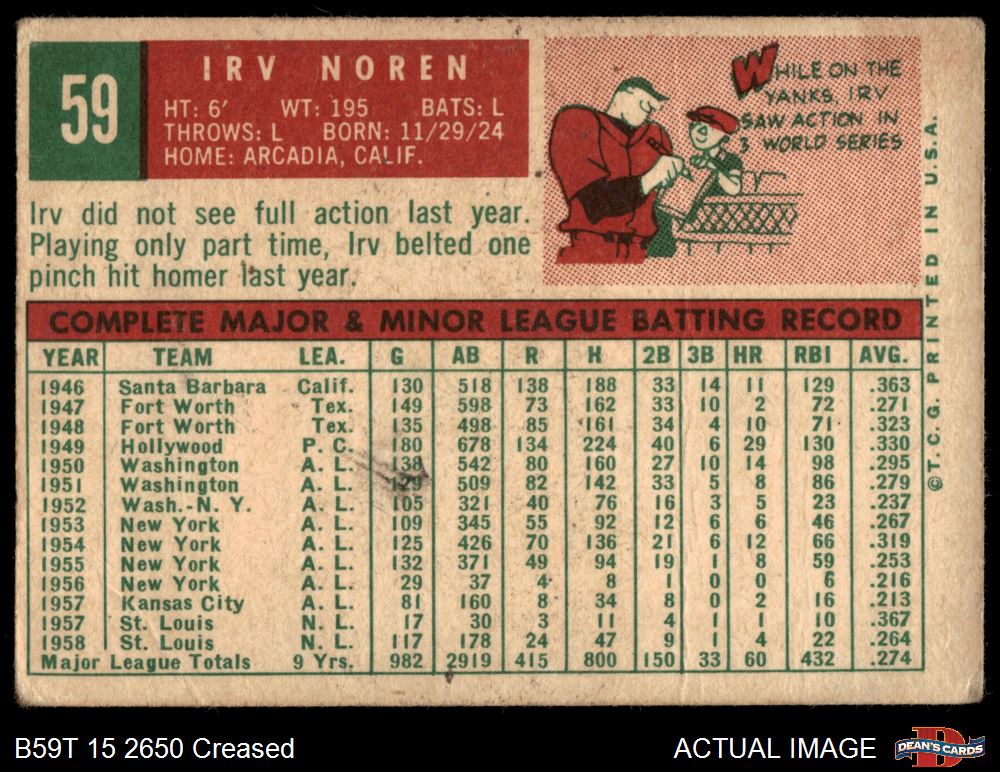 59
IRV NOREN
HT: 6' WT: 195 BATS: L
THROWS: L BORN: 11/29/24
HOME: ARCADIA, CALIF.
WHILE ON THE
YANKS, IRV
SAW ACTION IN
3 WORLD SERIES
Irv did not see full action last year.
Playing only part time, Irv belted one
pinch hit homer last year.
COMPLETE MAJOR & MINOR LEAGUE BATTING RECORD
YEAR TEAM LEA. G AB R H 2B 3B HR RBI AVG.
1946 Santa Barbara Calif. 130 518 138 188 33 14 11 129 .363
1947 Fort Worth Tex. 149 598 73 162 33 10 2 72 .271
1948 Fort Worth Tex. 135 498 85 161 34 4 10 71 .323
1949 Hollywood P. C. 180 678 134 224 40 6 29 130 .330
1950 Washington A. L. 138 542 80 160 27 10 14 98 .295
1951 Washington A. L. 129 509 82 142 33 5 8 86 .279
1952 Wash.-N. Y. A. L. 105 321 40 76 16 3 5 23 .237
1953 New York A. L. 109 345 55 92 12 6 6 46 .267
1954 New York A. L. 125 426 70 136 21 6 12 66 .319
1955 New York A. L. 132 371 49 94 19 1 8 59 .253
1956 New York A. L. 29 37 4 8 1 0 0 6 .216
1957 Kansas City A. L. 81 160 8 34 8 0 2 16 .213
1957 St. Louis N. L. 17 30 3 11 4 1 1 10 .367
1958 St. Louis N. L. 117 178 24 47 9 1 4 22 .264
Major League Totals 9 Yrs. 982 2919 415 800 150 33 60 432 .274
© T. C. G. PRINTED IN U.S.A.
B59T 15 2650 Creased
ACTUAL IMAGE
DEAN'S CARDS